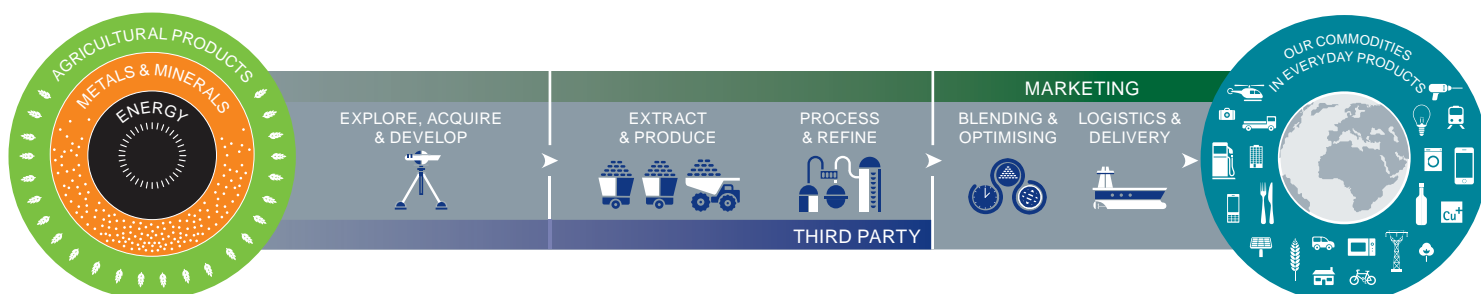 AGRICULTURAL PRODUCTS
METALS & MINERALS
ENERGY
EXPLORE, ACQUIRE
& DEVELOP
EXTRACT
& PRODUCE
PROCESS
& REFINE
THIRD PARTY
MARKETING
BLENDING &
OPTIMISING
LOGISTICS &
DELIVERY
OUR COMMODITIES
IN EVERYDAY PRODUCTS
Cu+